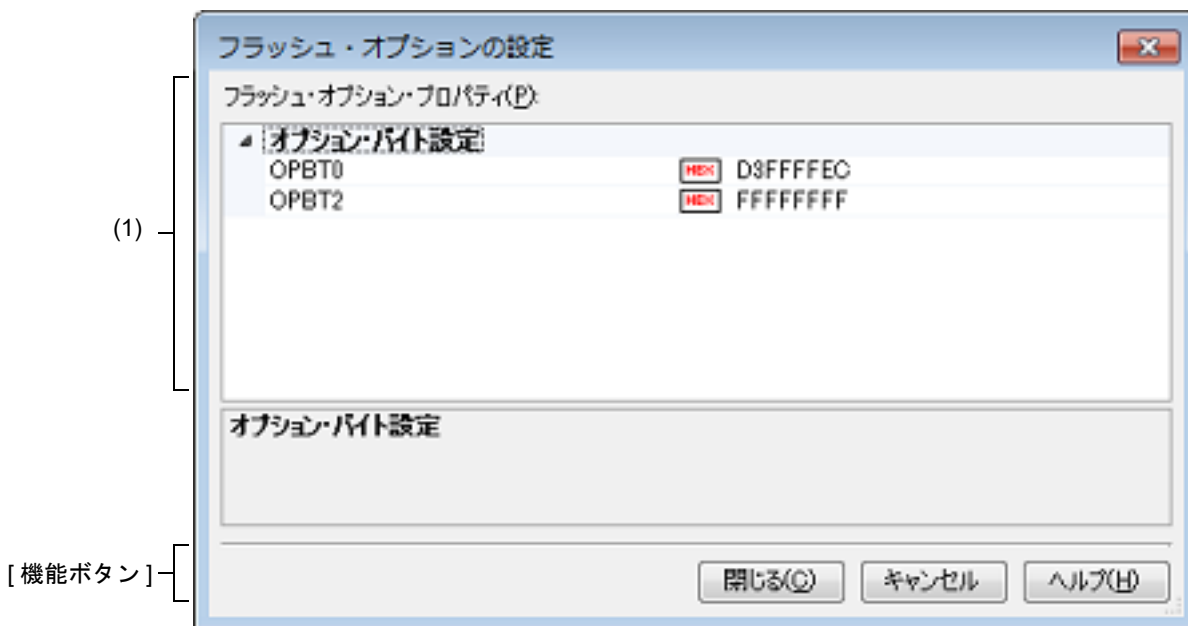 フラッシュ・オプションの設定
フラッシュ・オプション・プロパティ(P):
オプション・バイト設定
OPBT0 HEX D3FFFFEC
OPBT2 HEX FFFFFFFF
(1)
オプション・バイト設定
[ 機能ボタン ]
閉じる(C) キャンセル ヘルプ(H)